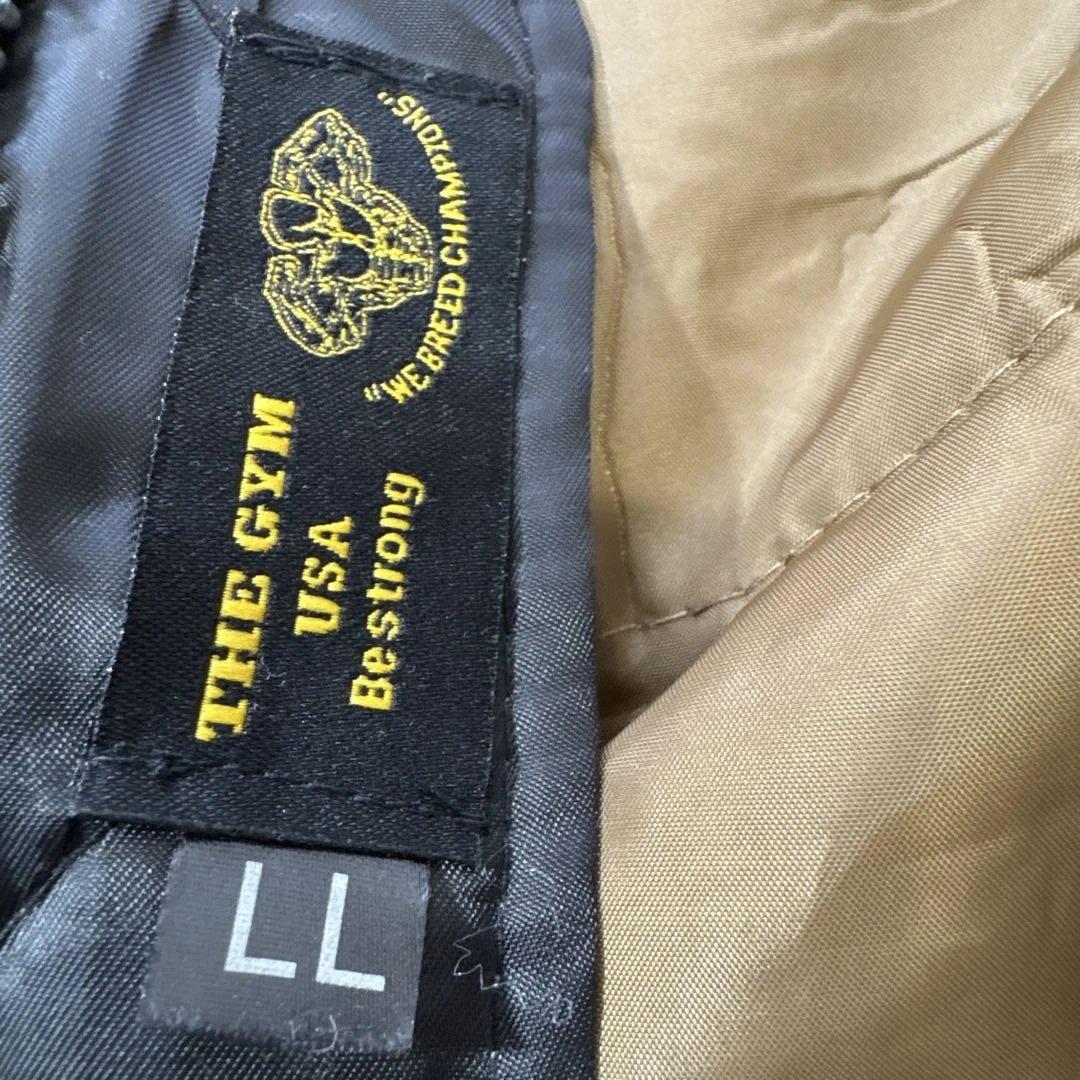 "WE BREED CHAMPIONS"
THE GYM
USA
Bestrong
LL